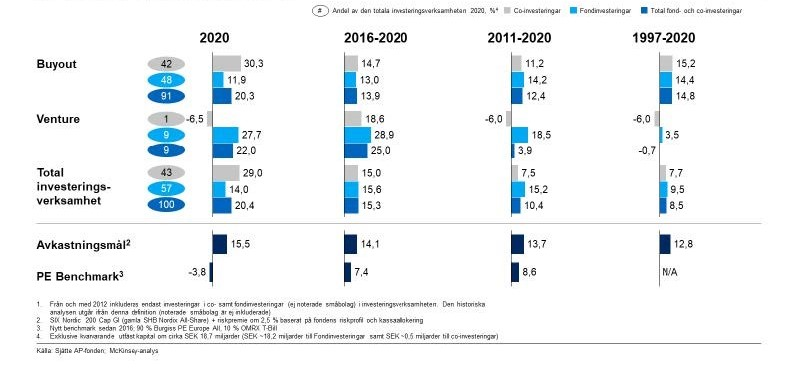 # Andel av den totala investeringsverksamheten 2020, %⁴ Co-investeringar Fondinvesteringar Total fond- och co-investeringar
2020 2016-2020 2011-2020 1997-2020
Buyout 42 30,3 14,7 11,2 15,2
48 11,9 13,0 14,2 14,4
91 20,3 13,9 12,4 14,8
Venture 1 -6,5 18,6 -6,0 -6,0
9 27,7 28,9 18,5 3,5
9 22,0 25,0 3,9 -0,7
Total 43 29,0 15,0 7,5 7,7
investerings- 57 14,0 15,6 15,2 9,5
verksamhet 100 20,4 15,3 10,4 8,5
Avkastningsmål² 15,5 14,1 13,7 12,8
PE Benchmark³ -3,8 7,4 8,6 N/A
1. Från och med 2012 inkluderas endast investeringar i co- samt fondinvesteringar (ej noterade småbolag) i investeringsverksamheten. Den historiska
analysen utgår ifrån denna definition (noterade småbolag är ej inkluderade)
2. SIX Nordic 200 Cap GI (gamla SHB Nordix All-Share) + riskpremie om 2,5 % baserat på fondens riskprofil och kassaallokering
3. Nytt benchmark sedan 2016; 90 % Burgiss PE Europe All, 10 % OMRX T-Bill
4. Exklusive kvarvarande utfäst kapital om cirka SEK 18,7 miljarder (SEK ~18,2 miljarder till Fondinvesteringar samt SEK ~0,5 miljarder till co-investeringar)
Källa: Sjätte AP-fonden; McKinsey-analys